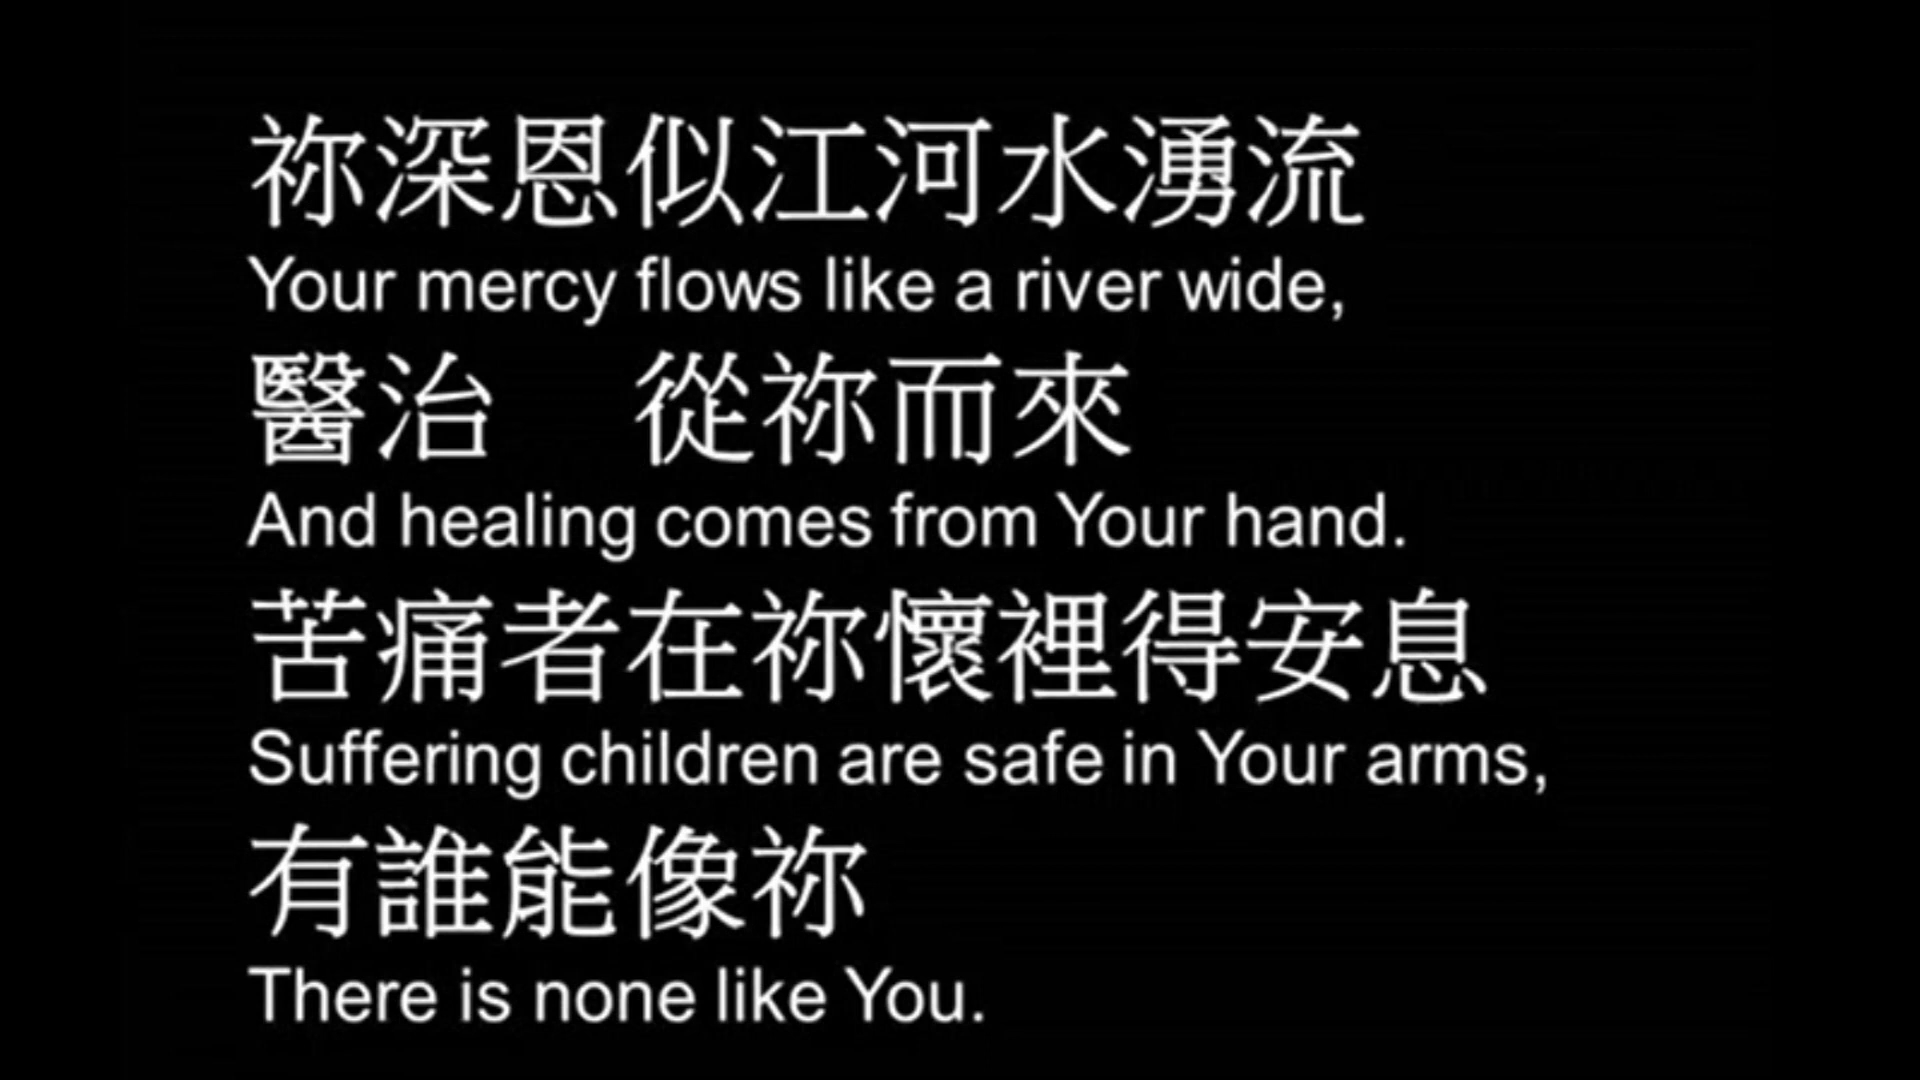 祢深恩似江河水湧流
Your mercy flows like a river wide,
醫治　從祢而來
And healing comes from Your hand.
苦痛者在祢懷裡得安息
Suffering children are safe in Your arms,
有誰能像祢
There is none like You.